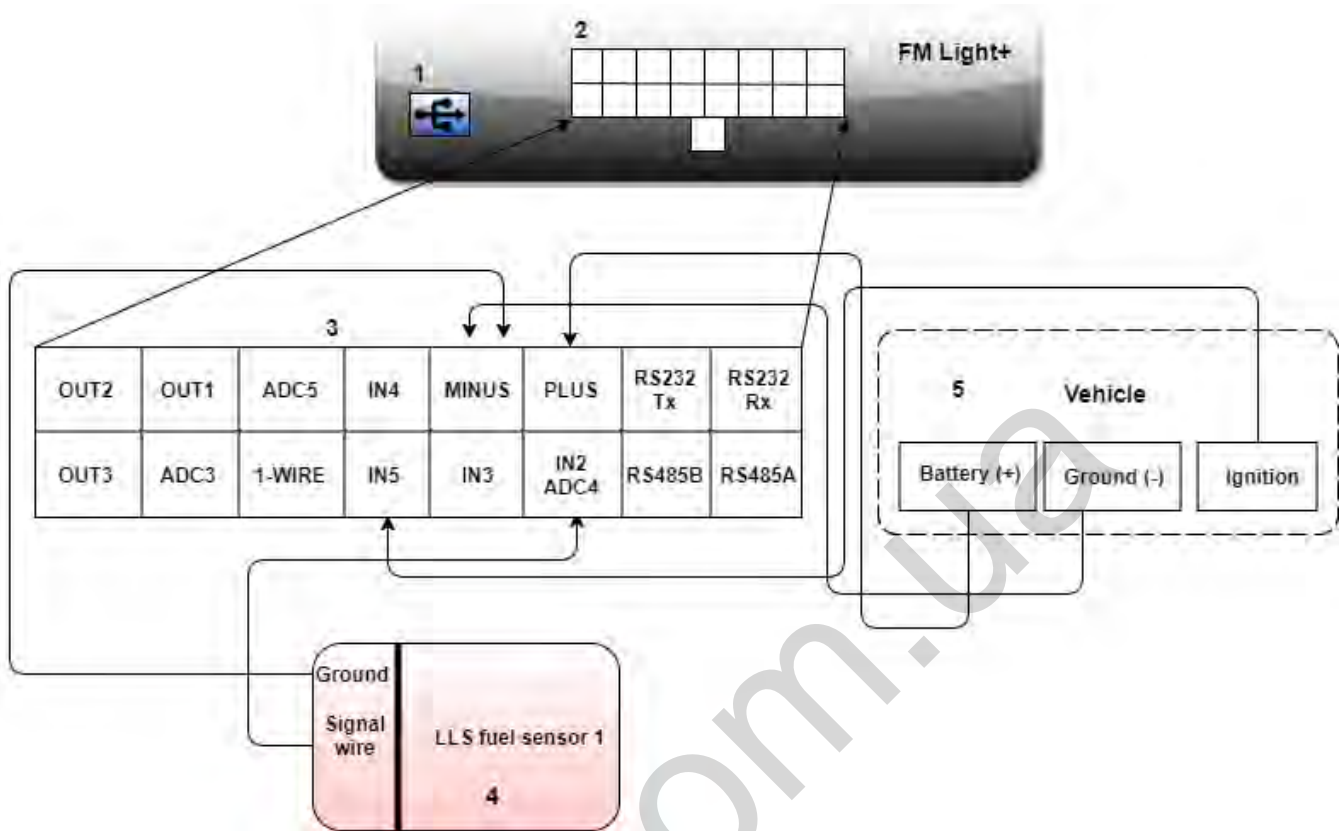 2
FM Light+
1
3
OUT2 OUT1 ADC5 IN4 MINUS PLUS RS232 Tx RS232 Rx
OUT3 ADC3 1-WIRE IN5 IN3 IN2 ADC4 RS485B RS485A
5 Vehicle
Battery (+) Ground (-) Ignition
Ground
Signal
wire
LLS fuel sensor 1
4
om.ua